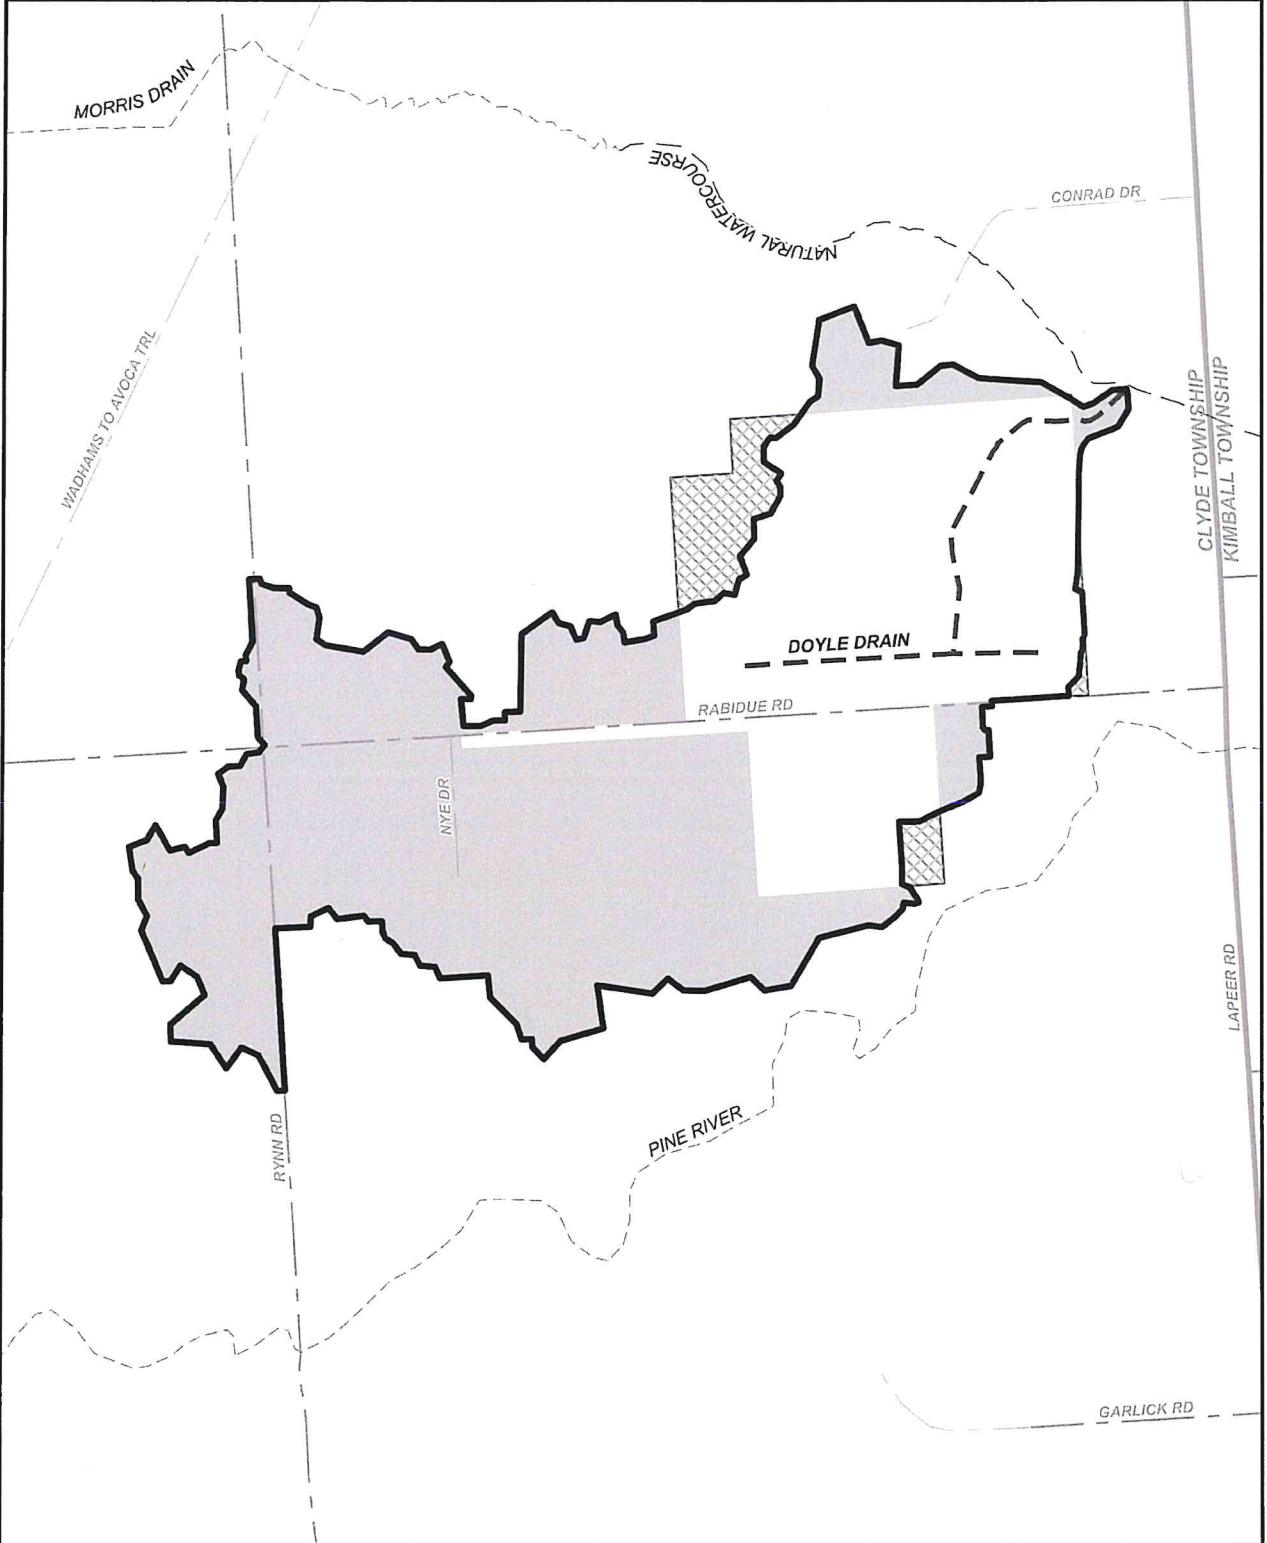 MORRIS DRAIN
NATURAL WATERCOURSE
CONRAD DR
WADHAMS TO AVOCA TRL
CLYDE TOWNSHIP
KIMBALL TOWNSHIP
DOYLE DRAIN
RABIDUE RD
NYE DR
LAPEER RD
RYNN RD
PINE RIVER
GARLICK RD